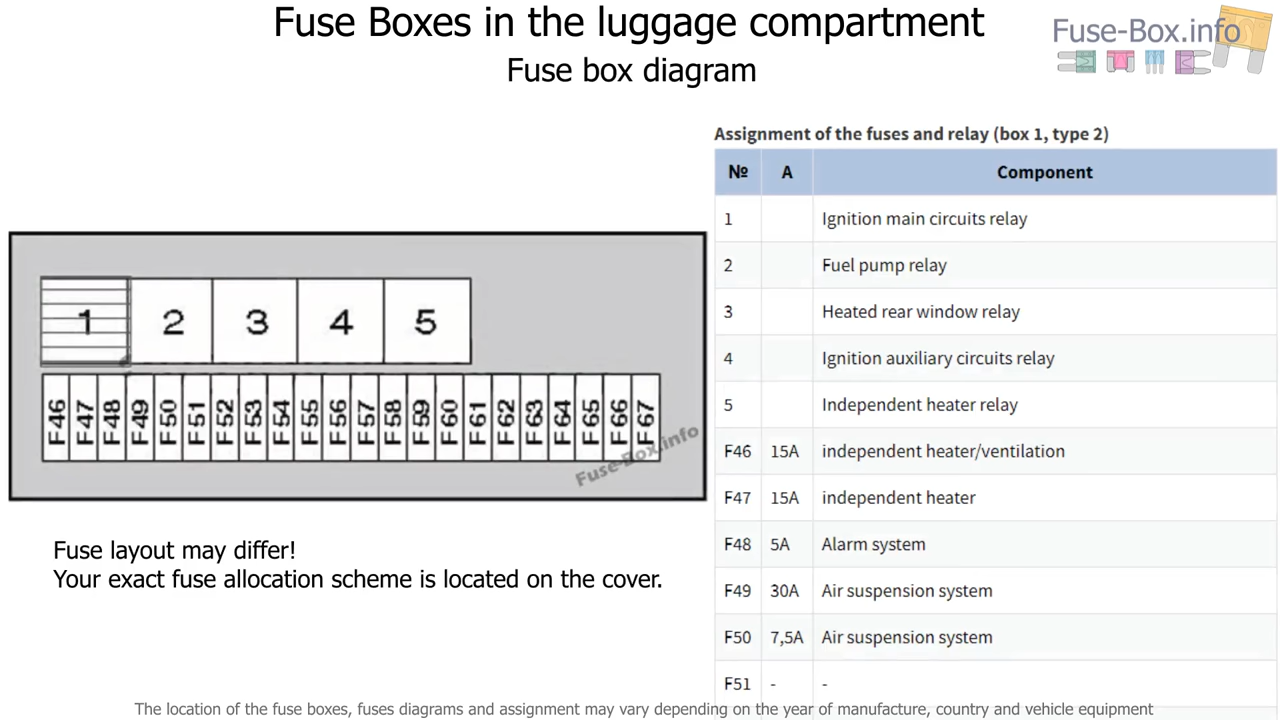 Fuse Boxes in the luggage compartment
Fuse box diagram
Fuse-Box.info
1 2 3 4 5
F46 F47 F48 F49 F50 F51 F52 F53 F54 F55 F56 F57 F58 F59 F60 F61 F62 F63 F64 F65 F66 F67
Fuse-Box.info
Fuse layout may differ!
Your exact fuse allocation scheme is located on the cover.
Assignment of the fuses and relay (box 1, type 2)
№ A Component
1 Ignition main circuits relay
2 Fuel pump relay
3 Heated rear window relay
4 Ignition auxiliary circuits relay
5 Independent heater relay
F46 15A independent heater/ventilation
F47 15A independent heater
F48 5A Alarm system
F49 30A Air suspension system
F50 7,5A Air suspension system
F51 - -
The location of the fuse boxes, fuses diagrams and assignment may vary depending on the year of manufacture, country and vehicle equipment